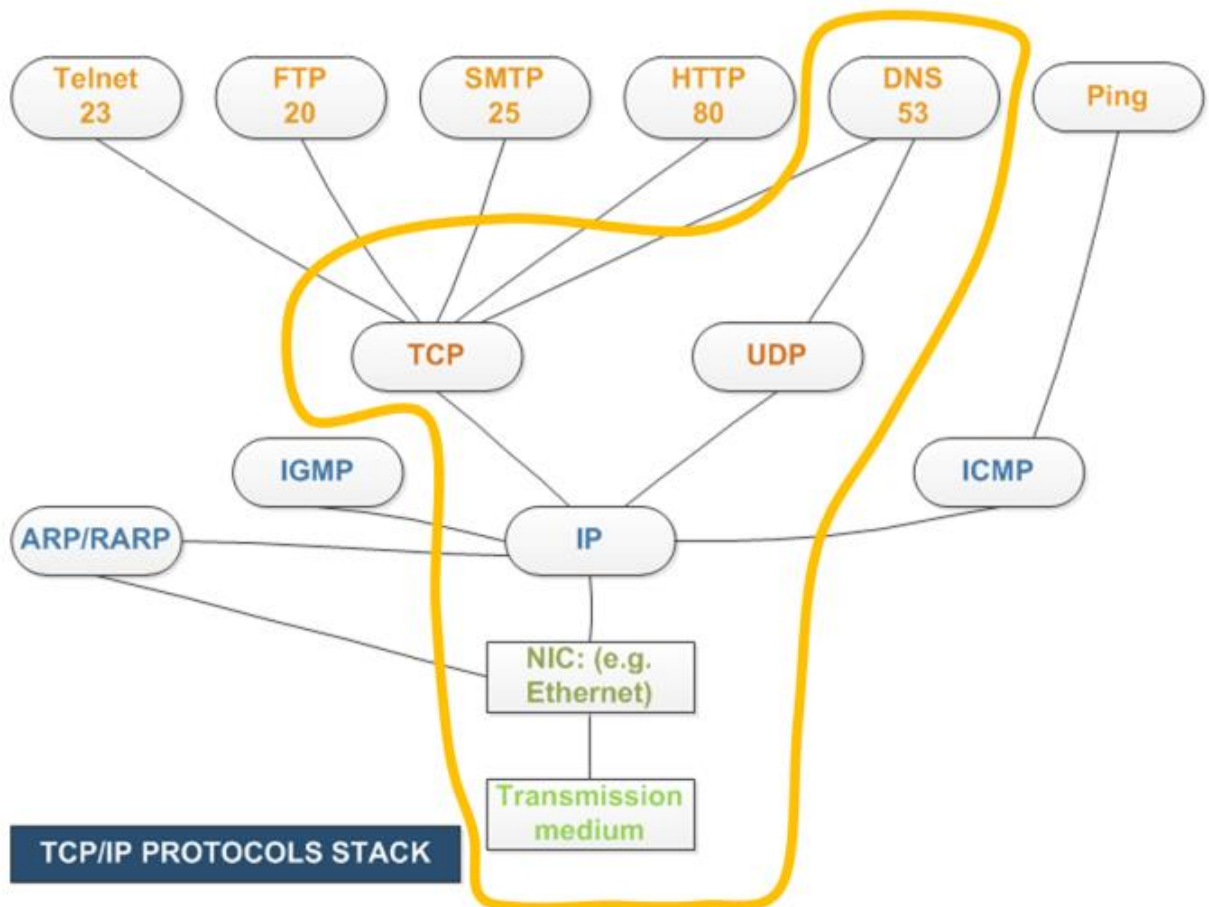 Telnet
23
FTP
20
SMTP
25
HTTP
80
DNS
53
Ping
TCP
UDP
IGMP
ICMP
ARP/RARP
IP
NIC: (e.g.
Ethernet)
Transmission
medium
TCP/IP PROTOCOLS STACK